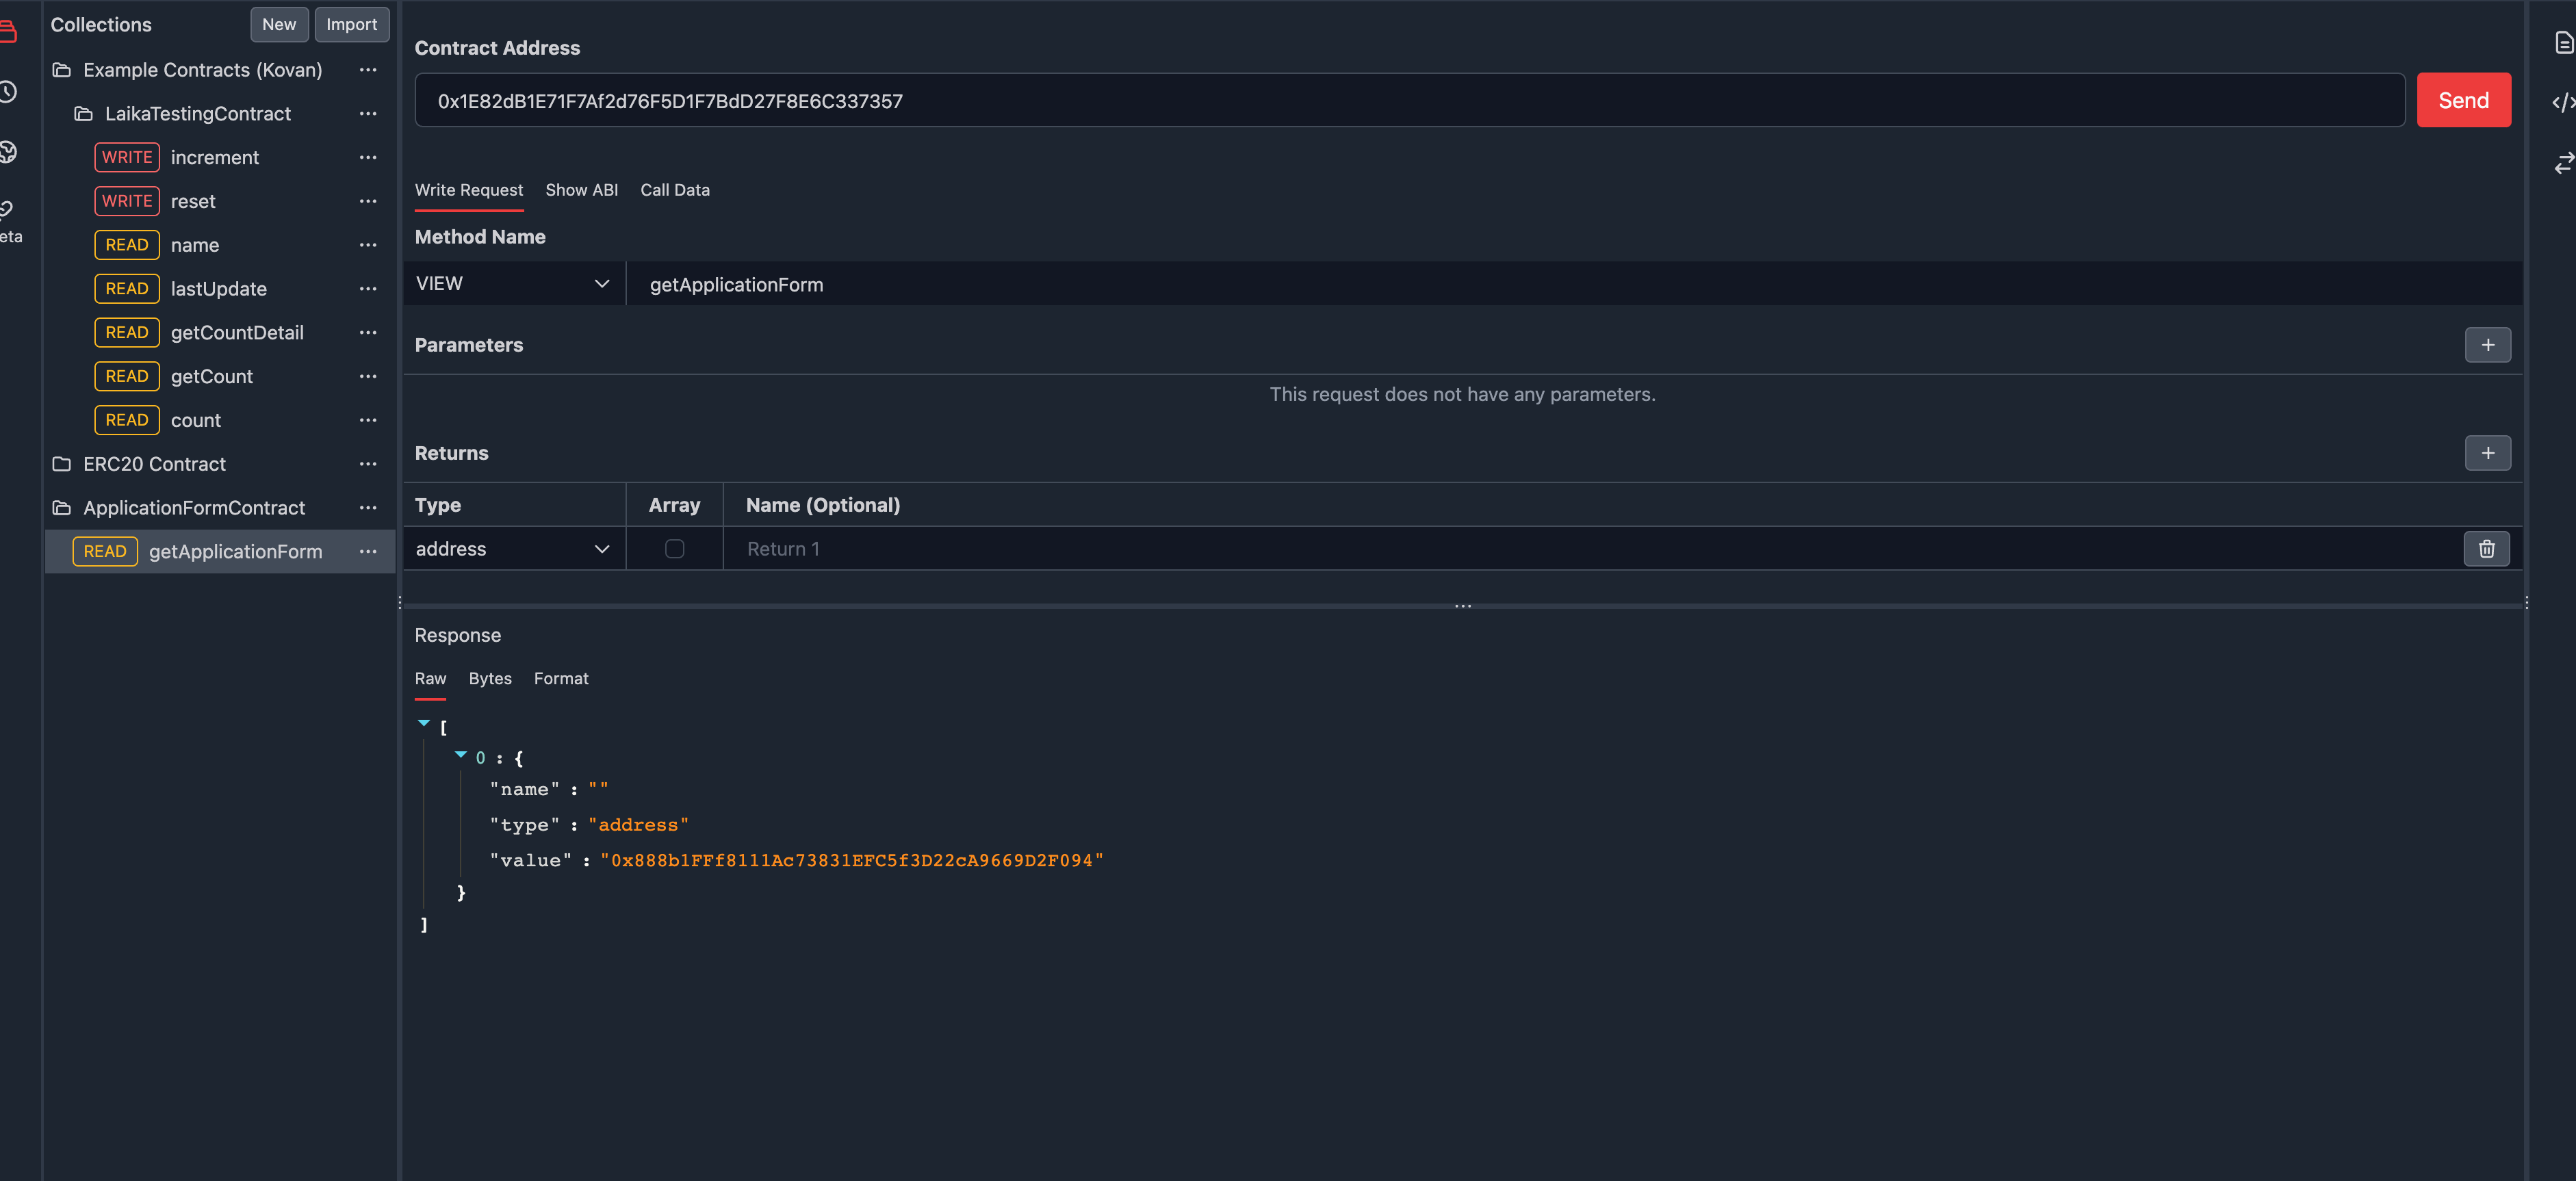 Collections
New
Import
Example Contracts (Kovan)
LaikaTestingContract
WRITE increment
WRITE reset
READ name
READ lastUpdate
READ getCountDetail
READ getCount
READ count
ERC20 Contract
ApplicationFormContract
READ getApplicationForm
eta
Contract Address
0x1E82dB1E71F7Af2d76F5D1F7BdD27F8E6C337357
Send
Write Request Show ABI Call Data
Method Name
VIEW getApplicationForm
Parameters
+
This request does not have any parameters.
Returns
+
Type Array Name (Optional)
address Return 1
Response
Raw Bytes Format
[
0 : {
"name" : ""
"type" : "address"
"value" : "0x888b1FFf8111Ac73831EFC5f3D22cA9669D2F094"
}
]